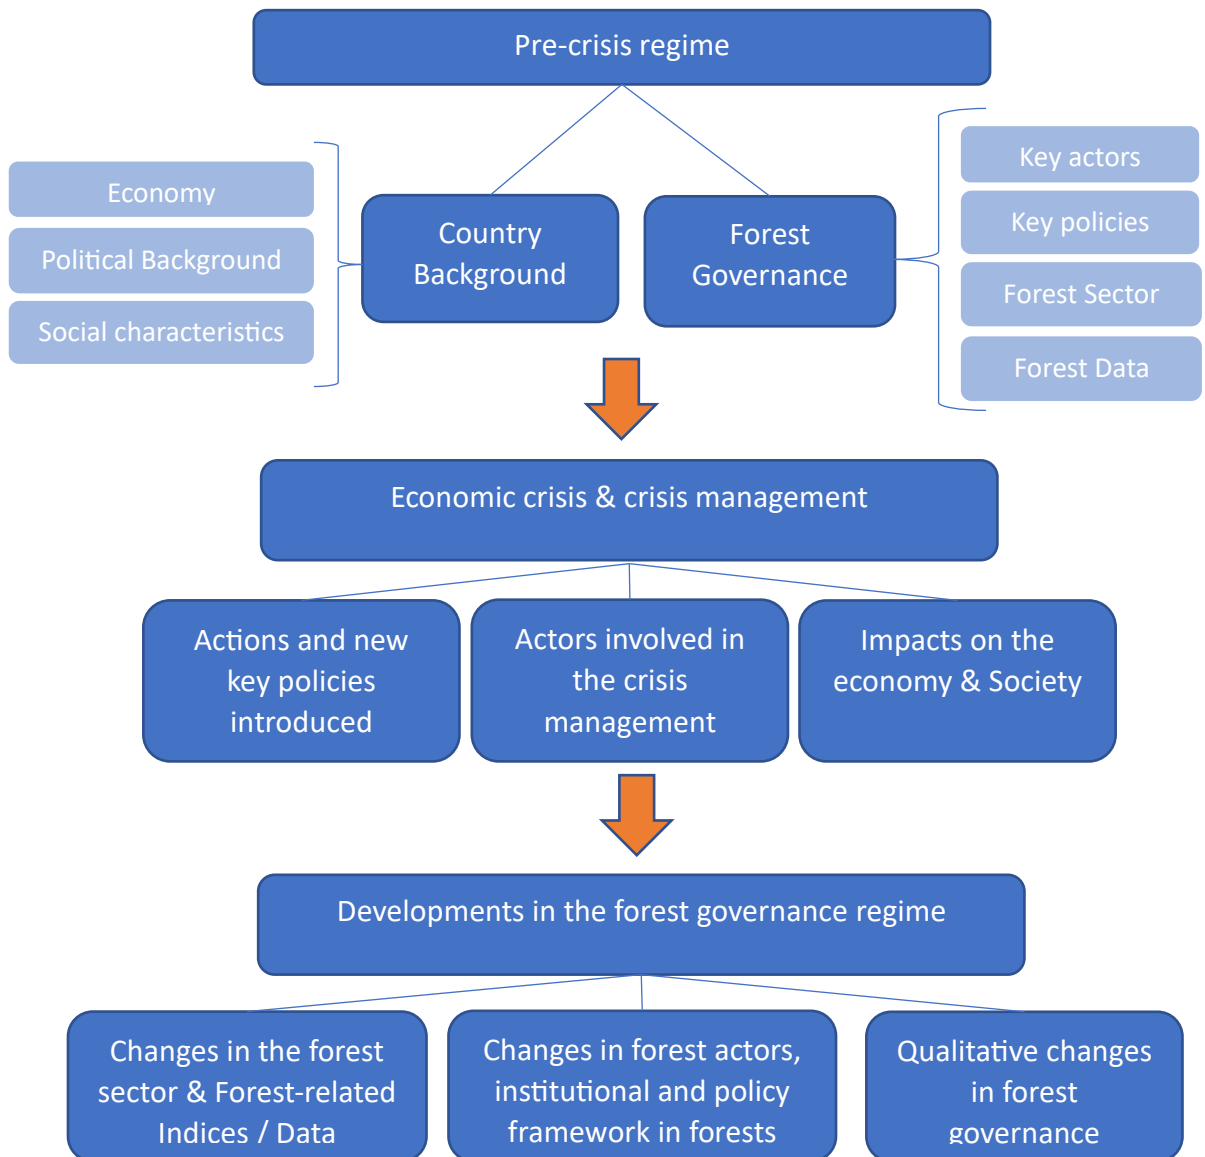 Pre-crisis regime
Economy
Political Background
Social characteristics
Country
Background
Forest
Governance
Key actors
Key policies
Forest Sector
Forest Data
Economic crisis & crisis management
Actions and new
key policies
introduced
Actors involved in
the crisis
management
Impacts on the
economy & Society
Developments in the forest governance regime
Changes in the forest
sector & Forest-related
Indices / Data
Changes in forest actors,
institutional and policy
framework in forests
Qualitative changes
in forest
governance